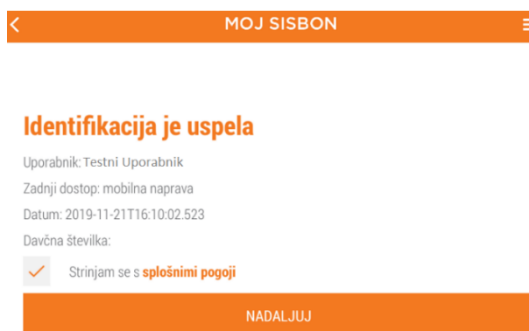 MOJ SISBON
Identifikacija je uspela
Uporabnik: Testni Uporabnik
Zadnji dostop: mobilna naprava
Datum: 2019-11-21T16:10:02.523
Davčna številka:
Strinjam se s splošnimi pogoji
NADALJUJ